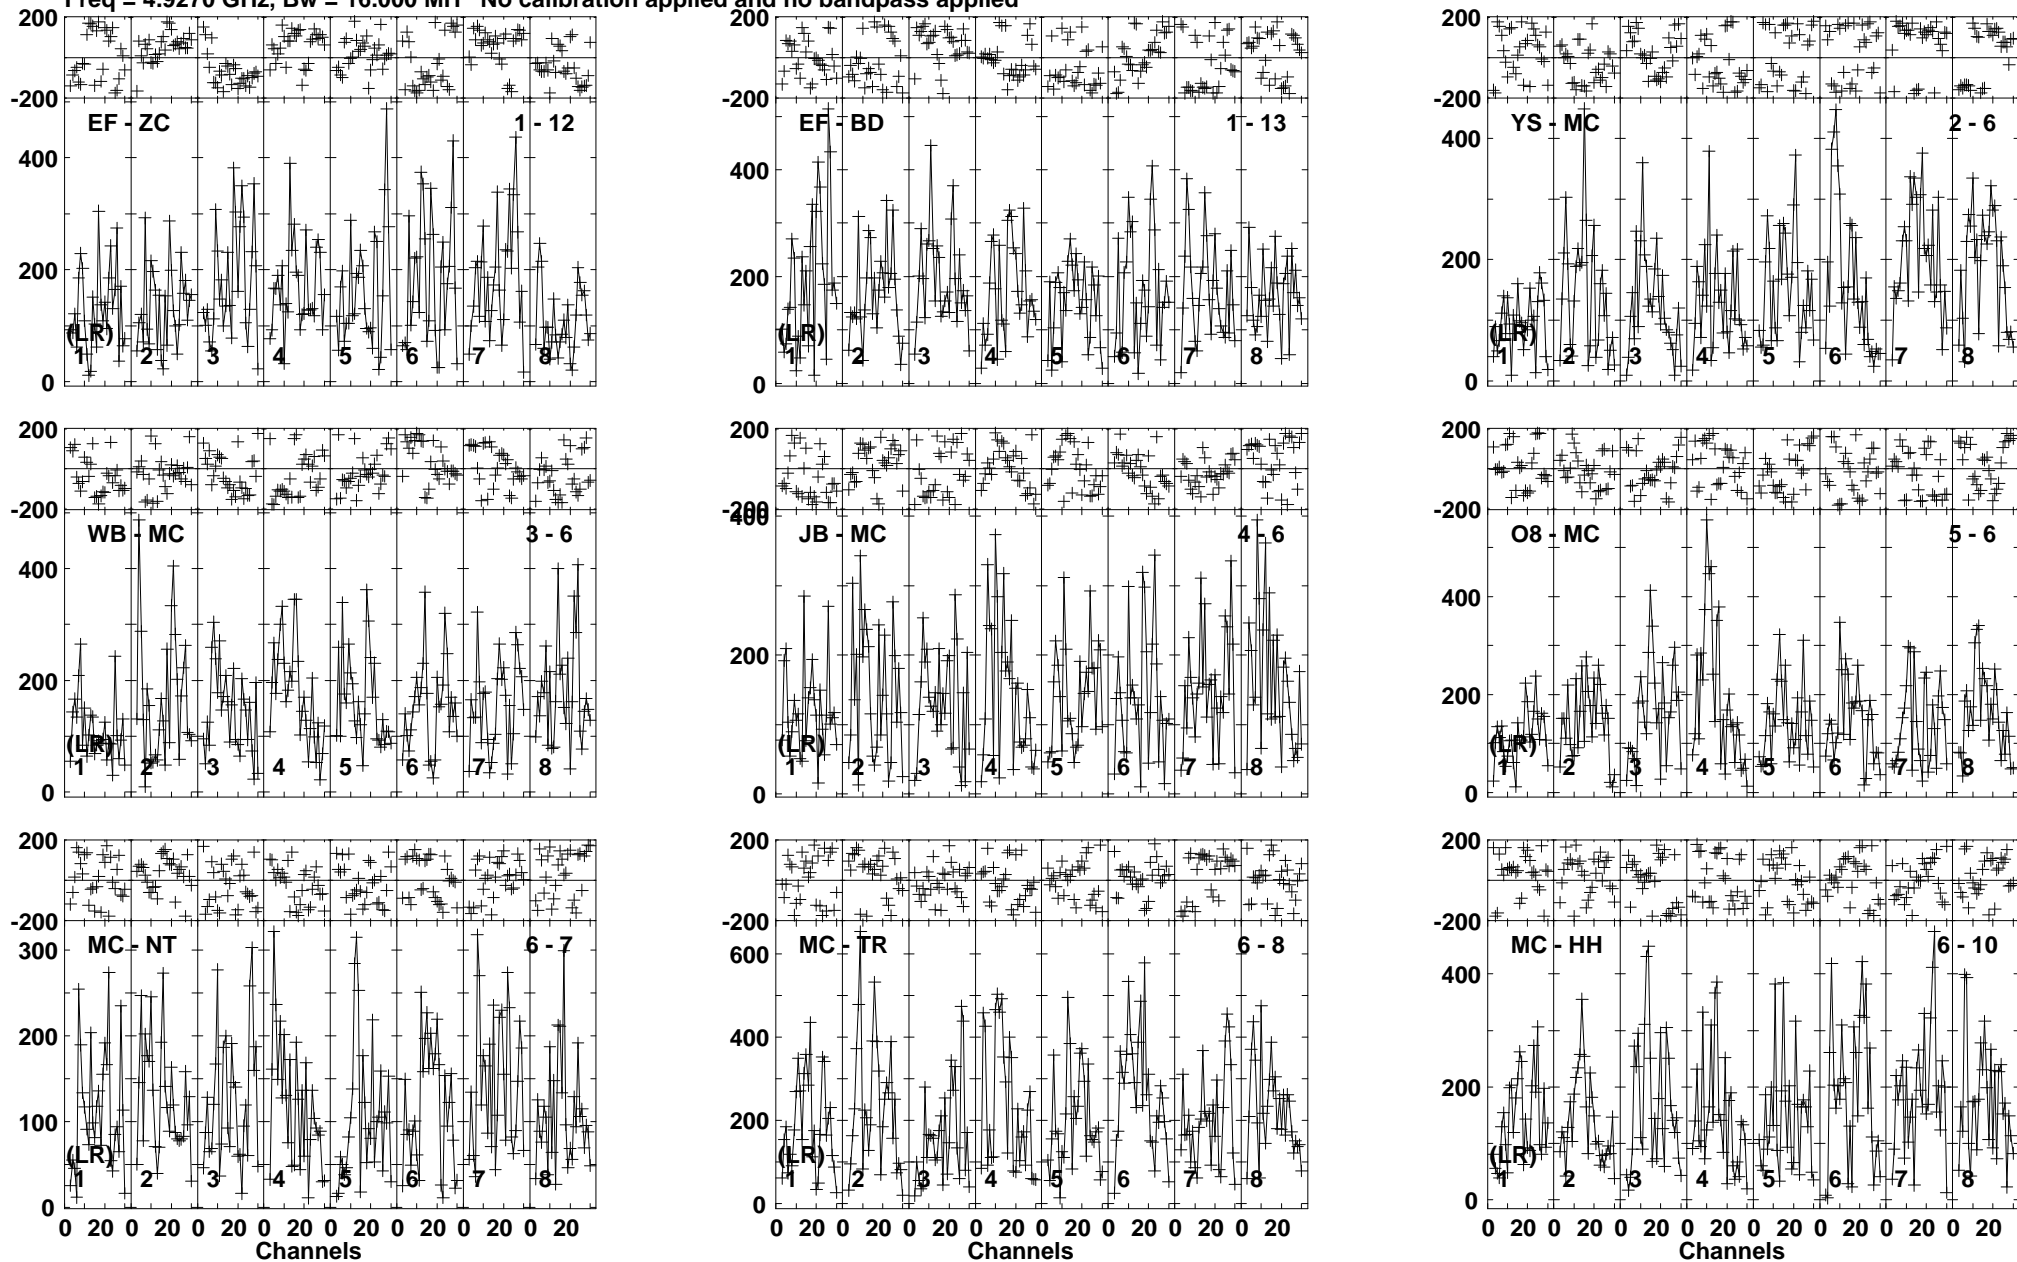 Freq = 4.9270 GHz, Bw = 16.000 MH No calibration applied and no bandpass applied
200
-200
EF - ZC 1 - 12
400
200
0
(LR)
1 2 3 4 5 6 7 8
200
-200
EF - BD 1 - 13
400
200
0
(LR)
1 2 3 4 5 6 7 8
200
-200
YS - MC 2 - 6
400
200
0
(LR)
1 2 3 4 5 6 7 8
200
-200
WB - MC 3 - 6
400
200
0
(LR)
1 2 3 4 5 6 7 8
200
-200
400
JB - MC 4 - 6
200
0
(LR)
1 2 3 4 5 6 7 8
200
-200
O8 - MC 5 - 6
400
200
0
(LR)
1 2 3 4 5 6 7 8
200
-200
MC - NT 6 - 7
300
200
100
0
(LR)
1 2 3 4 5 6 7 8
0 20 0 20 0 20 0 20 0 20 0 20 0 20 0 20
Channels
200
-200
MC - TR 6 - 8
600
400
200
0
(LR)
1 2 3 4 5 6 7 8
0 20 0 20 0 20 0 20 0 20 0 20 0 20 0 20
Channels
200
-200
MC - HH 6 - 10
400
200
0
(LR)
1 2 3 4 5 6 7 8
0 20 0 20 0 20 0 20 0 20 0 20 0 20 0 20
Channels